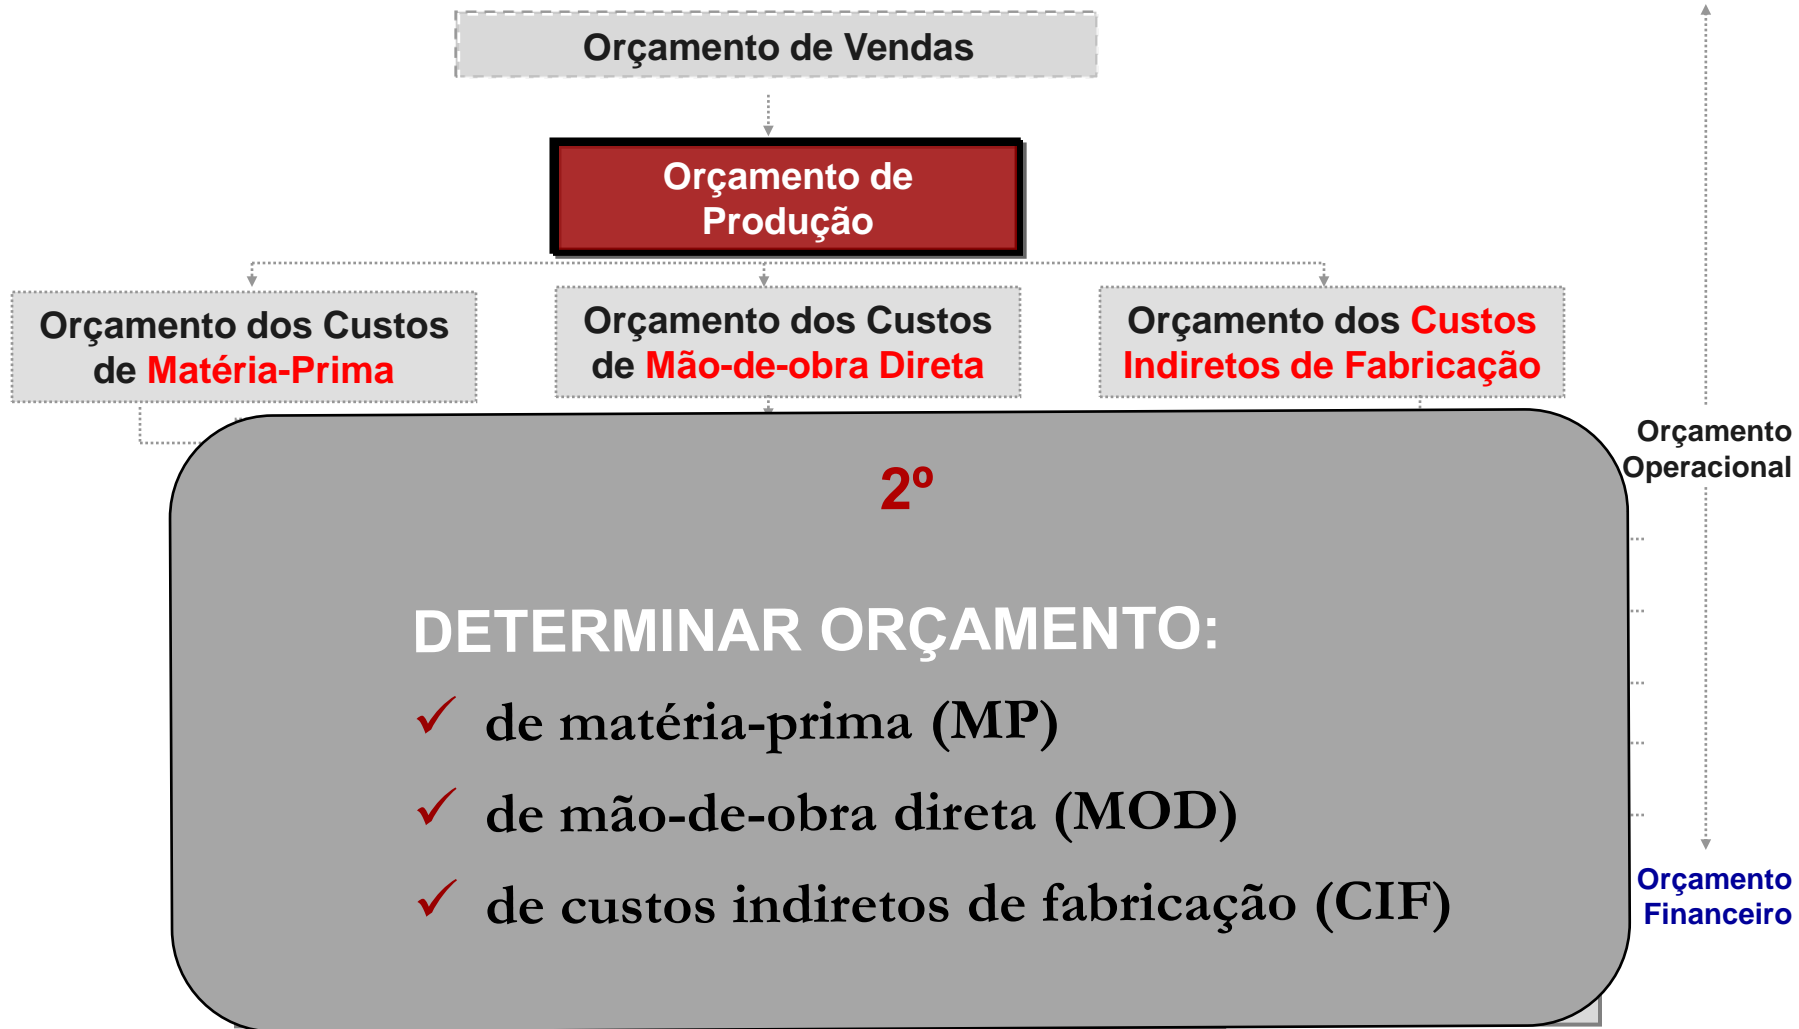 Orçamento de Vendas
Orçamento de
Produção
Orçamento dos Custos
de Matéria-Prima
Orçamento dos Custos
de Mão-de-obra Direta
Orçamento dos Custos
Indiretos de Fabricação
Orçamento
Operacional
2º
DETERMINAR ORÇAMENTO:
✓ de matéria-prima (MP)
✓ de mão-de-obra direta (MOD)
✓ de custos indiretos de fabricação (CIF)
Orçamento
Financeiro